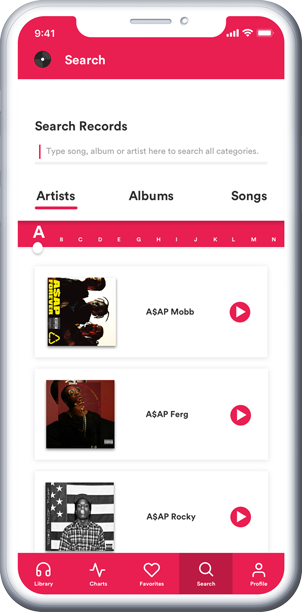 9:41
Search
Search Records
Type song, album or artist here to search all categories.
Artists Albums Songs
A B C D E F G H I J K L M N
A$AP
FOREVER
A$AP Mobb
A$AP Ferg
A$AP Rocky
Library Charts Favorites Search Profile